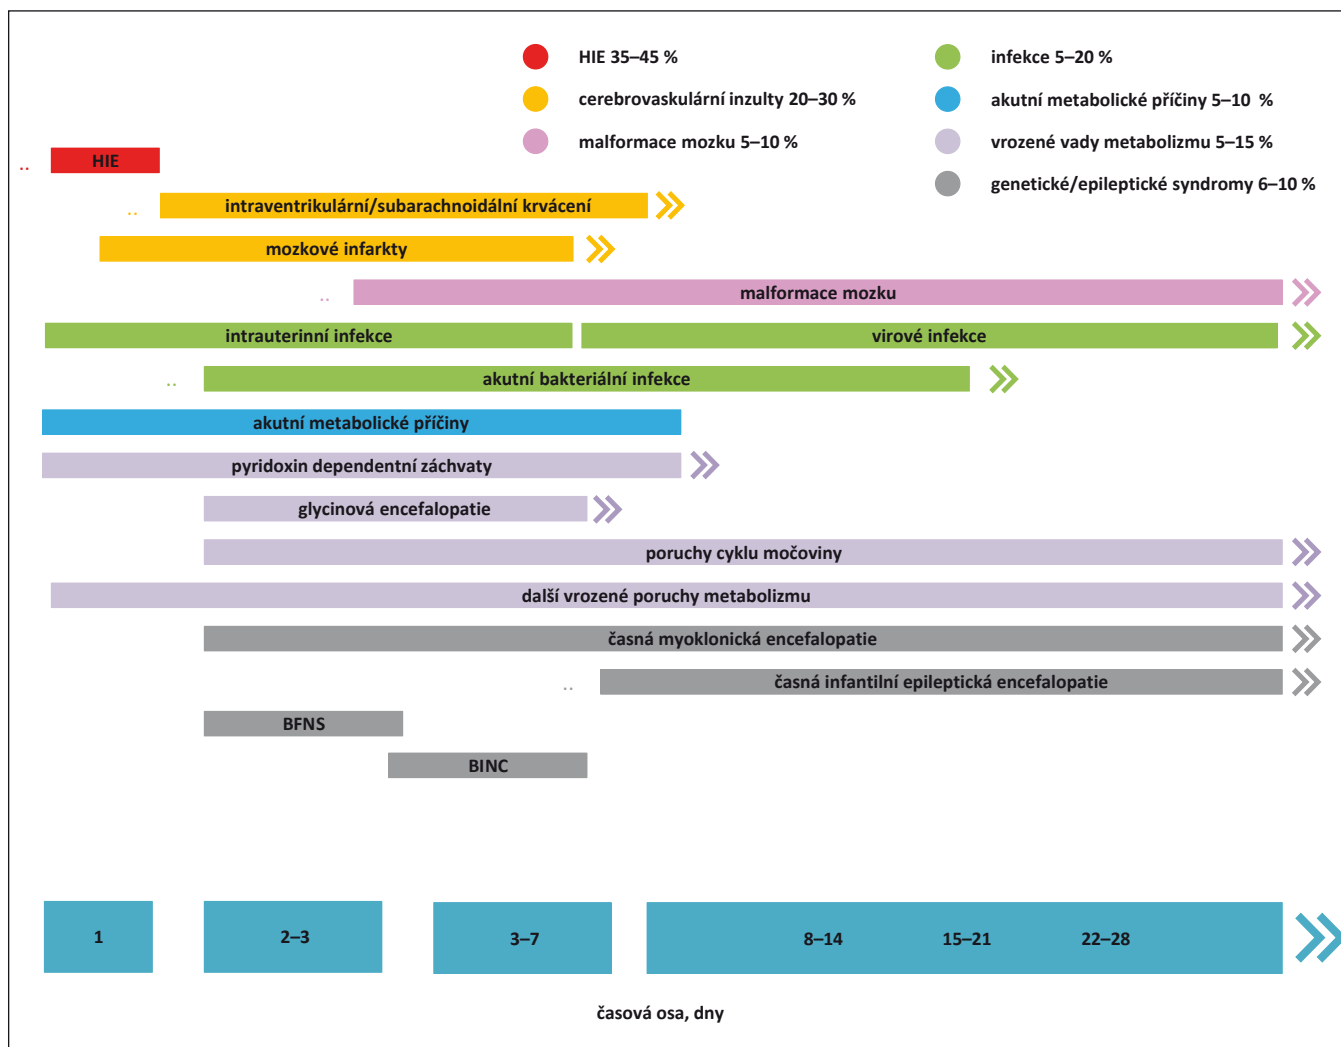 HIE 35–45 %
cerebrovaskulární inzulty 20–30 %
malformace mozku 5–10 %
infekce 5–20 %
akutní metabolické příčiny 5–10 %
vrozené vady metabolizmu 5–15 %
genetické/epileptické syndromy 6–10 %
HIE
intraventrikulární/subarachnoidální krvácení
mozkové infarkty
malformace mozku
intrauterinní infekce
virové infekce
akutní bakteriální infekce
akutní metabolické příčiny
pyridoxin dependentní záchvaty
glycinová encefalopatie
poruchy cyklu močoviny
další vrozené poruchy metabolizmu
časná myoklonická encefalopatie
časná infantilní epileptická encefalopatie
BFNS
BINC
1
2–3
3–7
8–14
15–21
22–28
časová osa, dny